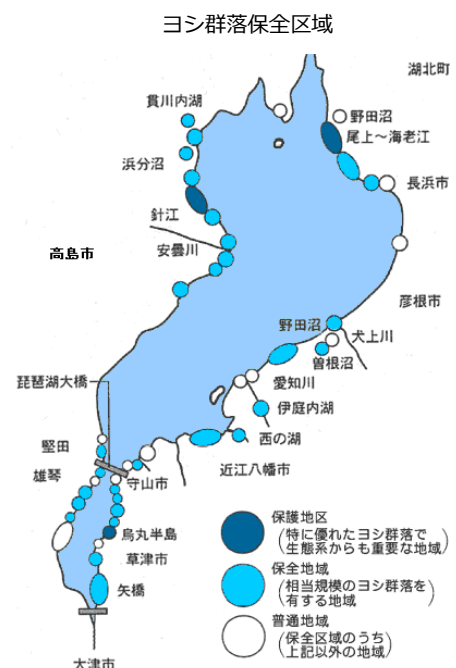 ヨシ群落保全区域
湖北町
貫川内湖
野田沼
尾上〜海老江
浜分沼
長浜市
針江
安曇川
高島市
彦根市
野田沼
犬上川
曽根沼
琵琶湖大橋
愛知川
伊庭内湖
堅田
西の湖
雄琴
守山市
近江八幡市
烏丸半島
草津市
矢橋
大津市
保護地区
(特に優れたヨシ群落で
生態系からも重要な地域)
保全地域
(相当規模のヨシ群落を
有する地域)
普通地域
(保全区域のうち
上記以外の地域)